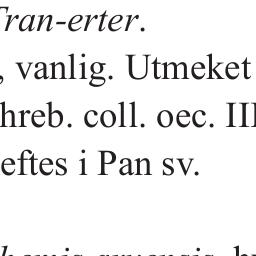 Tran-erter.
, vanlig. Utmeket
hreb. coll. oec. III
eftes i Pan sv.